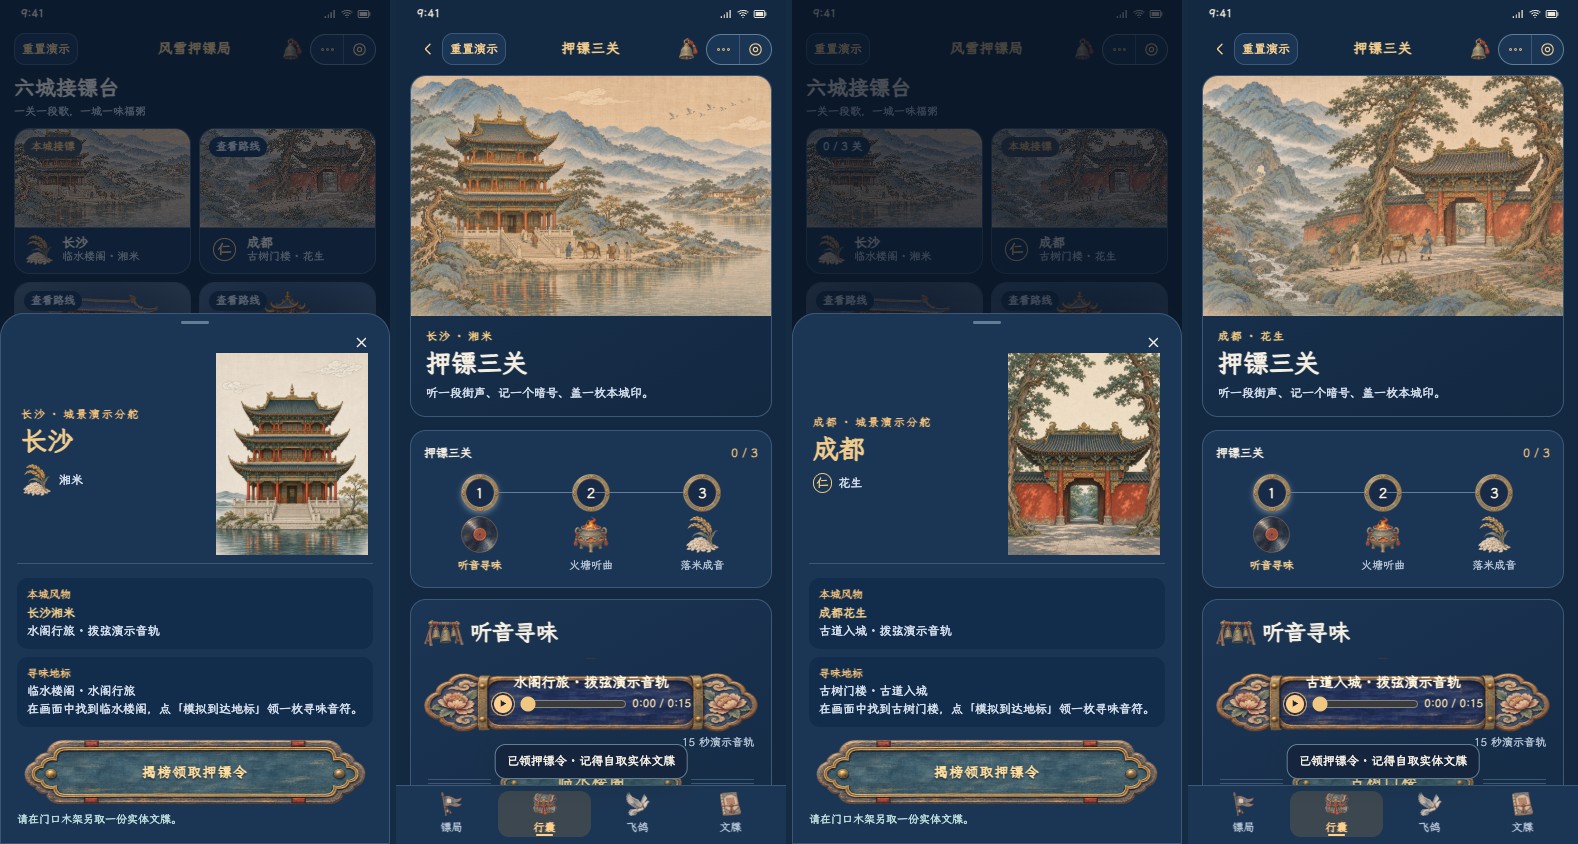 9:41
重置演示
风雪押镖局
六城接镖台
一关一段歌，一城一味福粥
本城接镖
查看路线
长沙
临水楼阁·湘米
仁
成都
古树门楼·花生
查看路线
查看路线
长沙·城景演示分舵
长沙
湘米
本城风物
长沙湘米
水阁行旅·拨弦演示音轨
寻味地标
临水楼阁·水阁行旅
在画面中找到临水楼阁，点「模拟到达地标」领一枚寻味音符。
揭榜领取押镖令
请在门口木架另取一份实体文牒。
9:41
重置演示
押镖三关
长沙·湘米
押镖三关
听一段街声、记一个暗号、盖一枚本城印。
押镖三关
0 / 3
1
2
3
听音寻味
火塘听曲
落米成音
听音寻味
水阁行旅·拨弦演示音轨
0:00 / 0:15
15 秒演示音轨
已领押镖令·记得自取实体文牒
临水楼阁
镖局
行囊
飞鸽
文牒
9:41
重置演示
风雪押镖局
六城接镖台
一关一段歌，一城一味福粥
0 / 3 关
本城接镖
长沙
临水楼阁·湘米
仁
成都
古树门楼·花生
查看路线
查看路线
成都·城景演示分舵
成都
仁
花生
本城风物
成都花生
古道入城·拨弦演示音轨
寻味地标
古树门楼·古道入城
在画面中找到古树门楼，点「模拟到达地标」领一枚寻味音符。
揭榜领取押镖令
请在门口木架另取一份实体文牒。
9:41
重置演示
押镖三关
成都·花生
押镖三关
听一段街声、记一个暗号、盖一枚本城印。
押镖三关
0 / 3
1
2
3
听音寻味
火塘听曲
落米成音
听音寻味
古道入城·拨弦演示音轨
0:00 / 0:15
15 秒演示音轨
已领押镖令·记得自取实体文牒
古树门楼
镖局
行囊
飞鸽
文牒